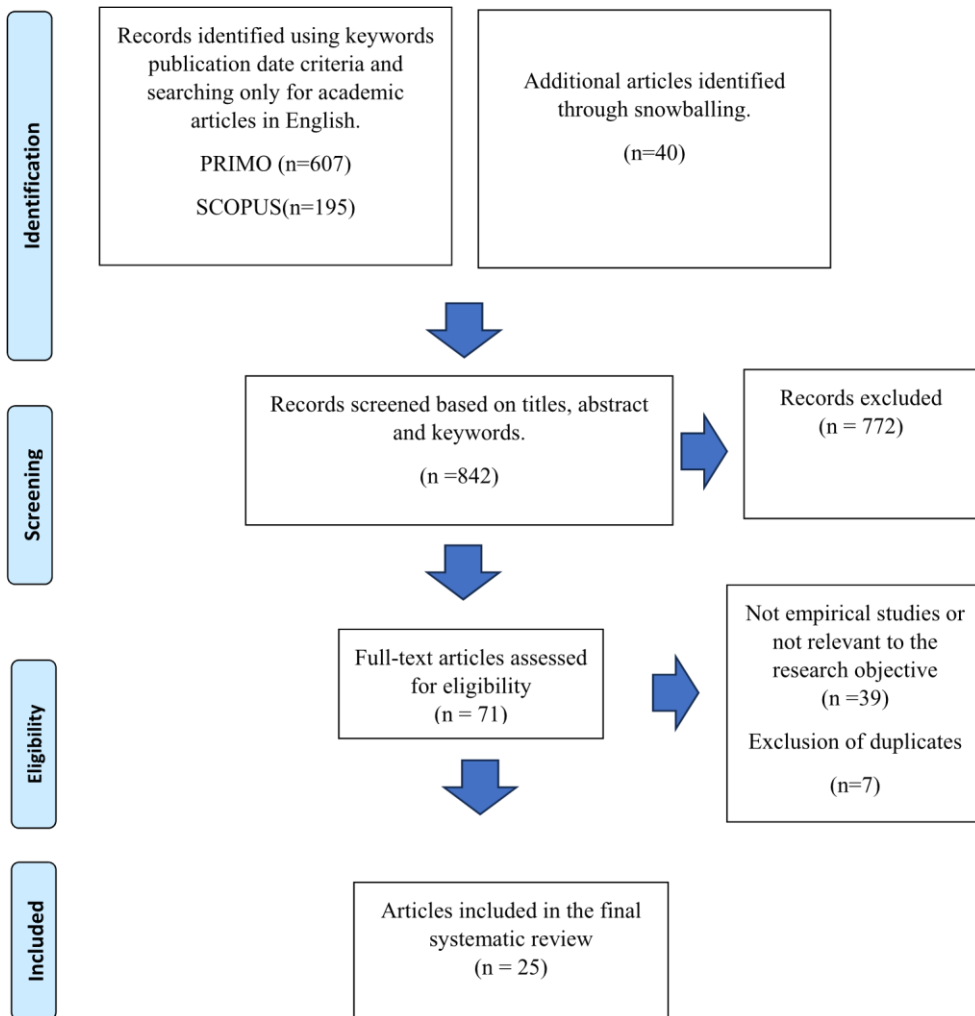 Identification
Records identified using keywords
publication date criteria and
searching only for academic
articles in English.
PRIMO (n=607)
SCOPUS(n=195)
Additional articles identified
through snowballing.
(n=40)
Screening
Records screened based on titles, abstract
and keywords.
(n =842)
Records excluded
(n = 772)
Eligibility
Full-text articles assessed
for eligibility
(n = 71)
Not empirical studies or
not relevant to the
research objective
(n =39)
Exclusion of duplicates
(n=7)
Included
Articles included in the final
systematic review
(n = 25)